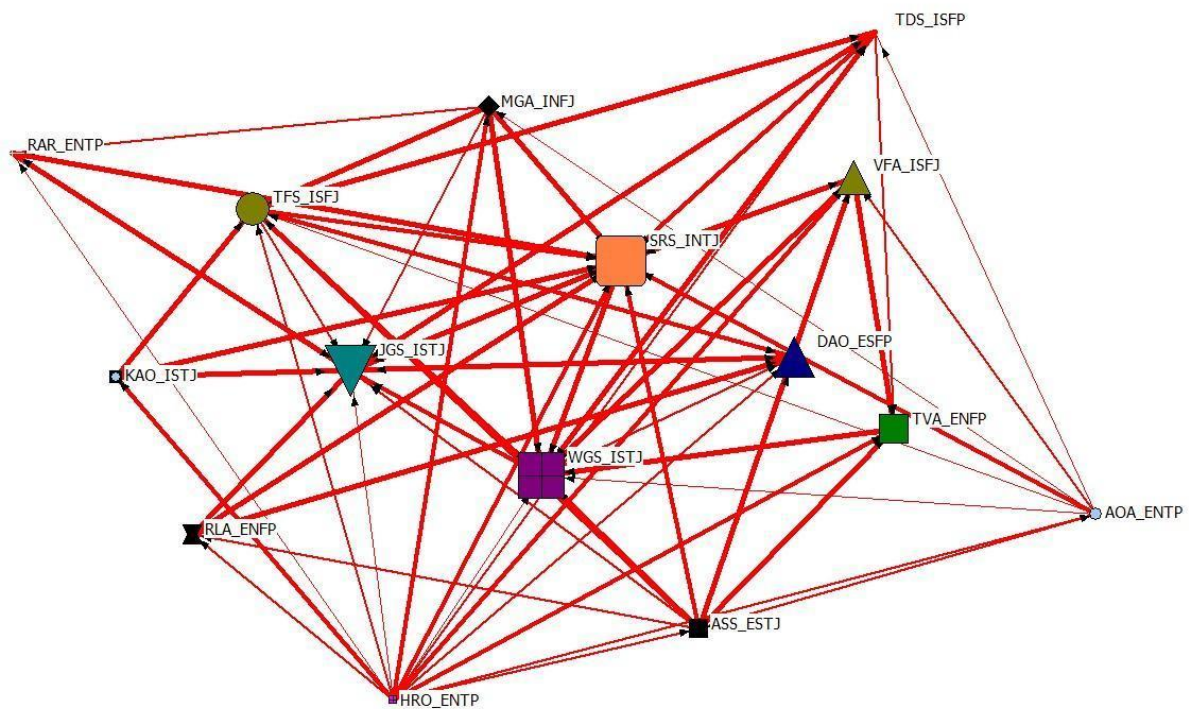 TDS_ISFP
MGA_INFJ
RAR_ENTP
VFA_ISFJ
TFS_ISFJ
SRS_INTJ
DAO_ESFP
JGS_ISTJ
KAO_ISTJ
TVA_ENFP
WGS_ISTJ
AOA_ENTP
RLA_ENFP
ASS_ESTJ
HRO_ENTP